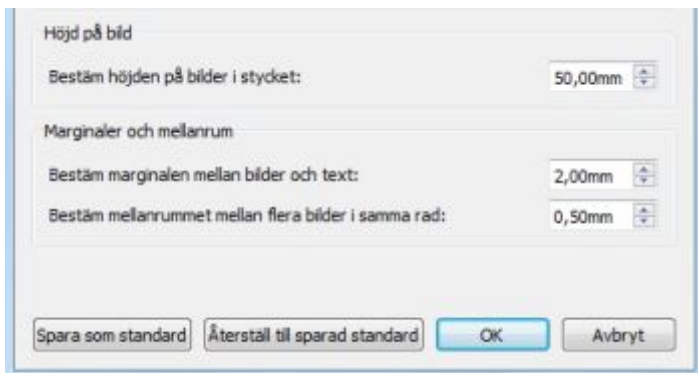 Höjd på bild
Bestäm höjden på bilder i stycket: 50,00mm
Marginaler och mellanrum
Bestäm marginalen mellan bilder och text: 2,00mm
Bestäm mellanrummet mellan flera bilder i samma rad: 0,50mm
Spara som standard Återställ till sparad standard OK Avbryt